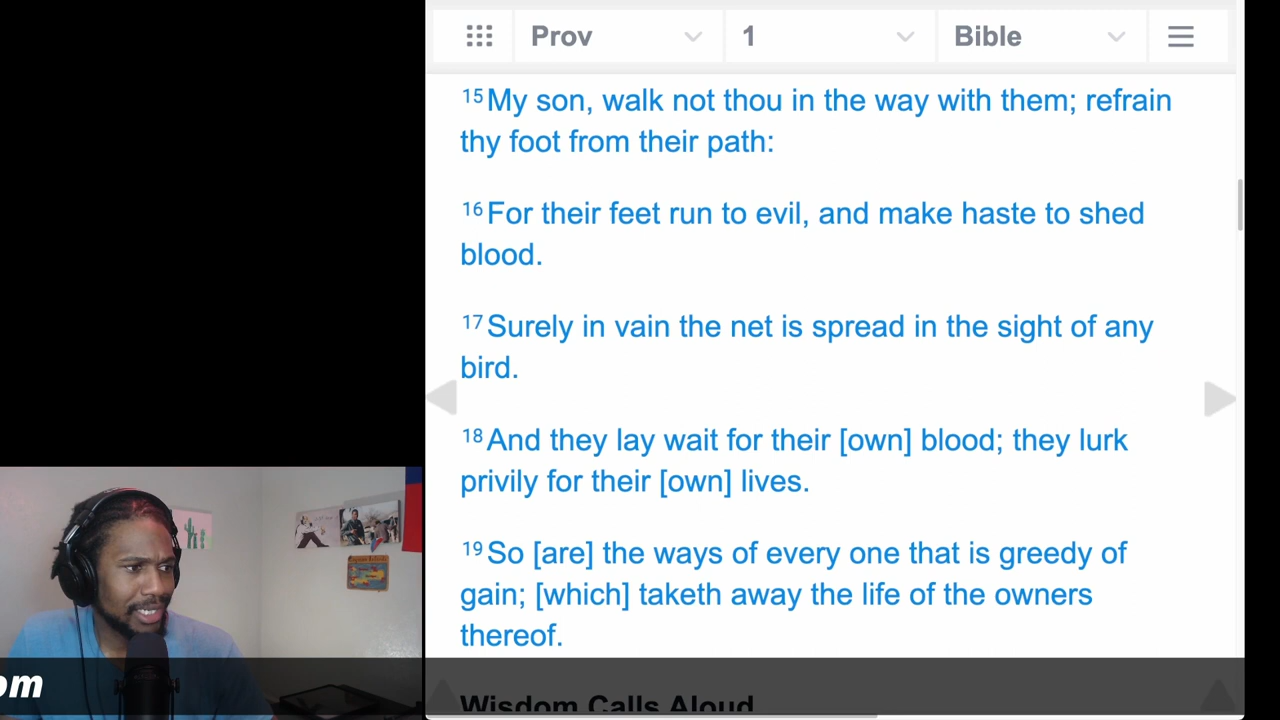 Prov 1 Bible
15 My son, walk not thou in the way with them; refrain
thy foot from their path:
16 For their feet run to evil, and make haste to shed
blood.
17 Surely in vain the net is spread in the sight of any
bird.
18 And they lay wait for their [own] blood; they lurk
privily for their [own] lives.
19 So [are] the ways of every one that is greedy of
gain; [which] taketh away the life of the owners
thereof.
Wisdom Calls Aloud
om